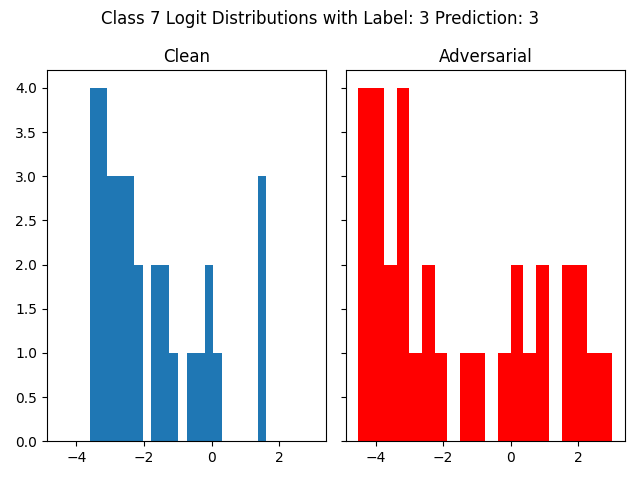 Class 7 Logit Distributions with Label: 3 Prediction: 3
Clean
Adversarial
4.0
3.5
3.0
2.5
2.0
1.5
1.0
0.5
0.0
−4 −2 0 2
−4 −2 0 2